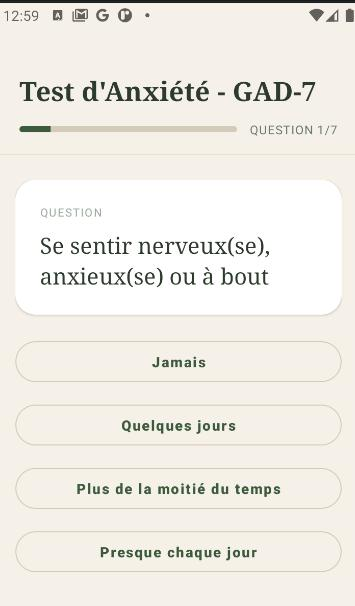 12:59
Test d'Anxiété - GAD-7
QUESTION 1/7
QUESTION
Se sentir nerveux(se),
anxieux(se) ou à bout
Jamais
Quelques jours
Plus de la moitié du temps
Presque chaque jour